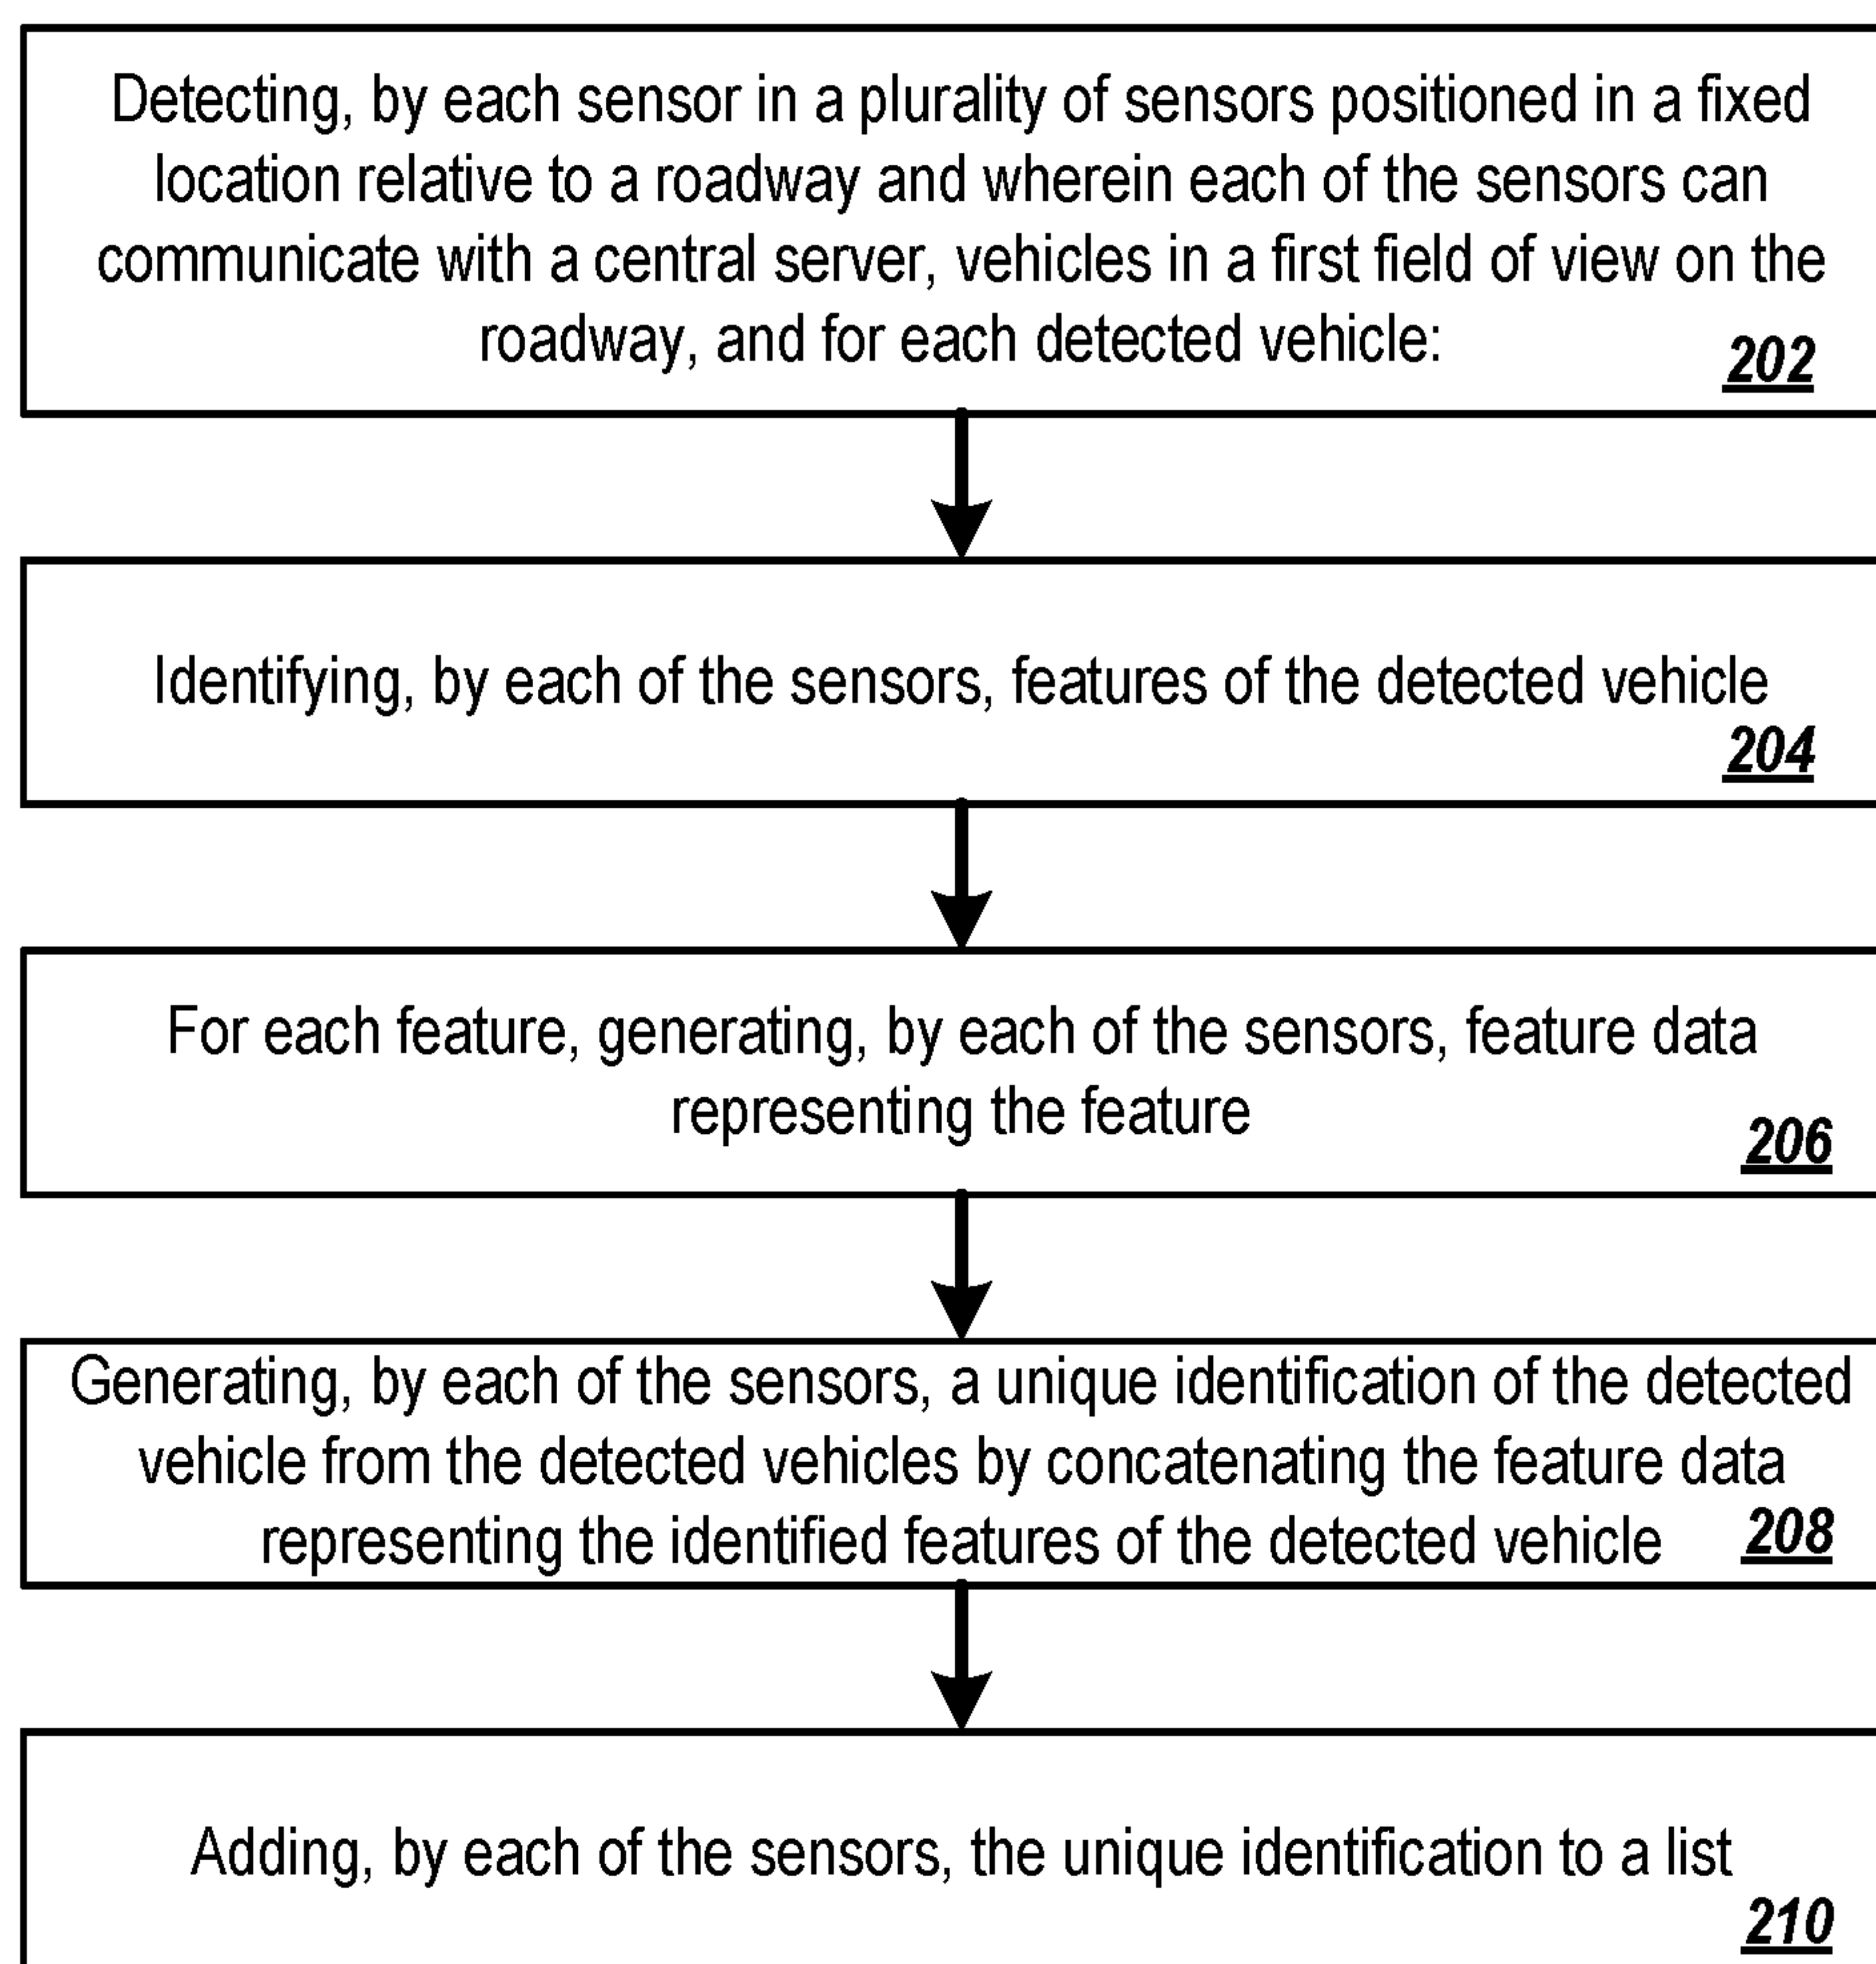 Detecting, by each sensor in a plurality of sensors positioned in a fixed
location relative to a roadway and wherein each of the sensors can
communicate with a central server, vehicles in a first field of view on the
roadway, and for each detected vehicle:
202
Identifying, by each of the sensors, features of the detected vehicle
204
For each feature, generating, by each of the sensors, feature data
representing the feature
206
Generating, by each of the sensors, a unique identification of the detected
vehicle from the detected vehicles by concatenating the feature data
representing the identified features of the detected vehicle
208
Adding, by each of the sensors, the unique identification to a list
210